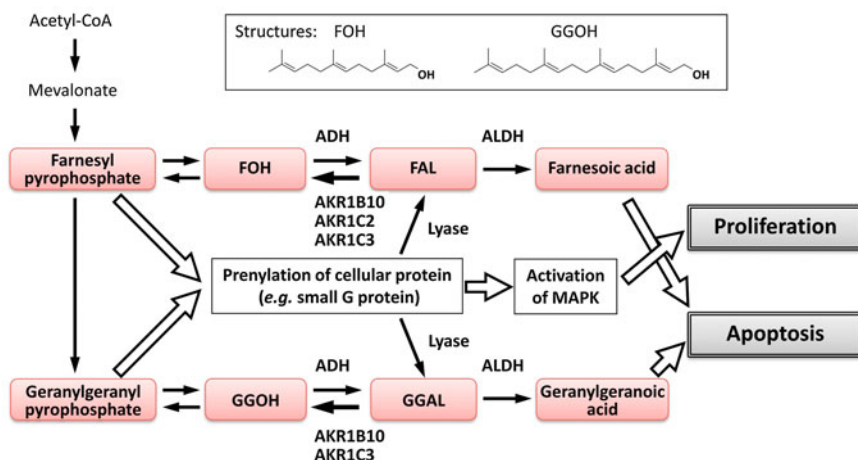 Acetyl-CoA
Structures: FOH GGOH
OH OH
Mevalonate
ADH ALDH
Farnesyl
pyrophosphate
FOH
FAL
Farnesoic acid
AKR1B10
AKR1C2
AKR1C3
Lyase
Proliferation
Prenylation of cellular protein
(e.g. small G protein)
Activation
of MAPK
Apoptosis
Lyase
ADH ALDH
Geranylgeranyl
pyrophosphate
GGOH
GGAL
Geranylgeranoic
acid
AKR1B10
AKR1C3